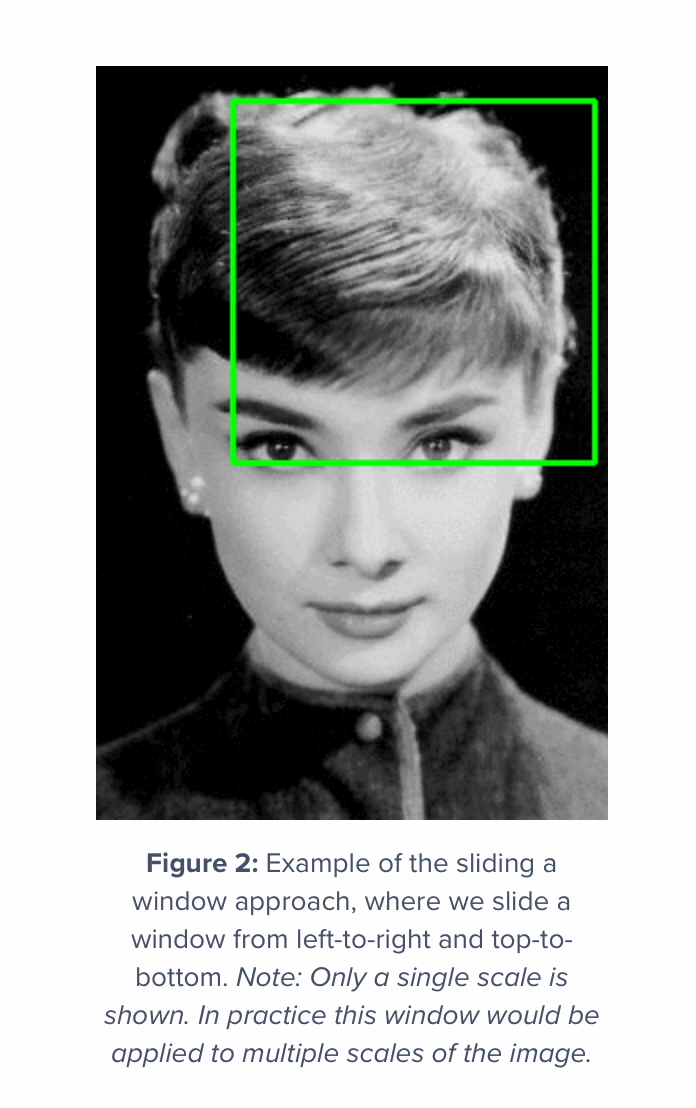 Figure 2: Example of the sliding a
window approach, where we slide a
window from left-to-right and top-to-
bottom. Note: Only a single scale is
shown. In practice this window would be
applied to multiple scales of the image.